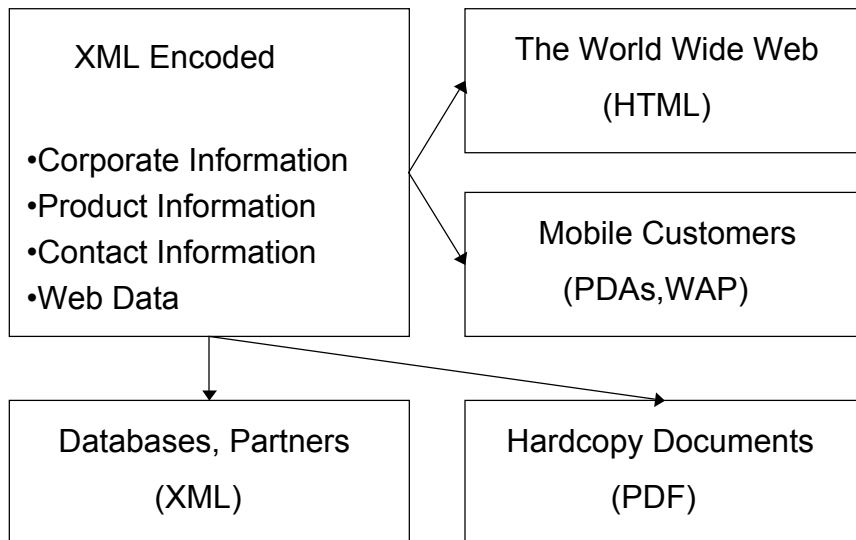 XML Encoded
•Corporate Information
•Product Information
•Contact Information
•Web Data
The World Wide Web
(HTML)
Mobile Customers
(PDAs,WAP)
Databases, Partners
(XML)
Hardcopy Documents
(PDF)